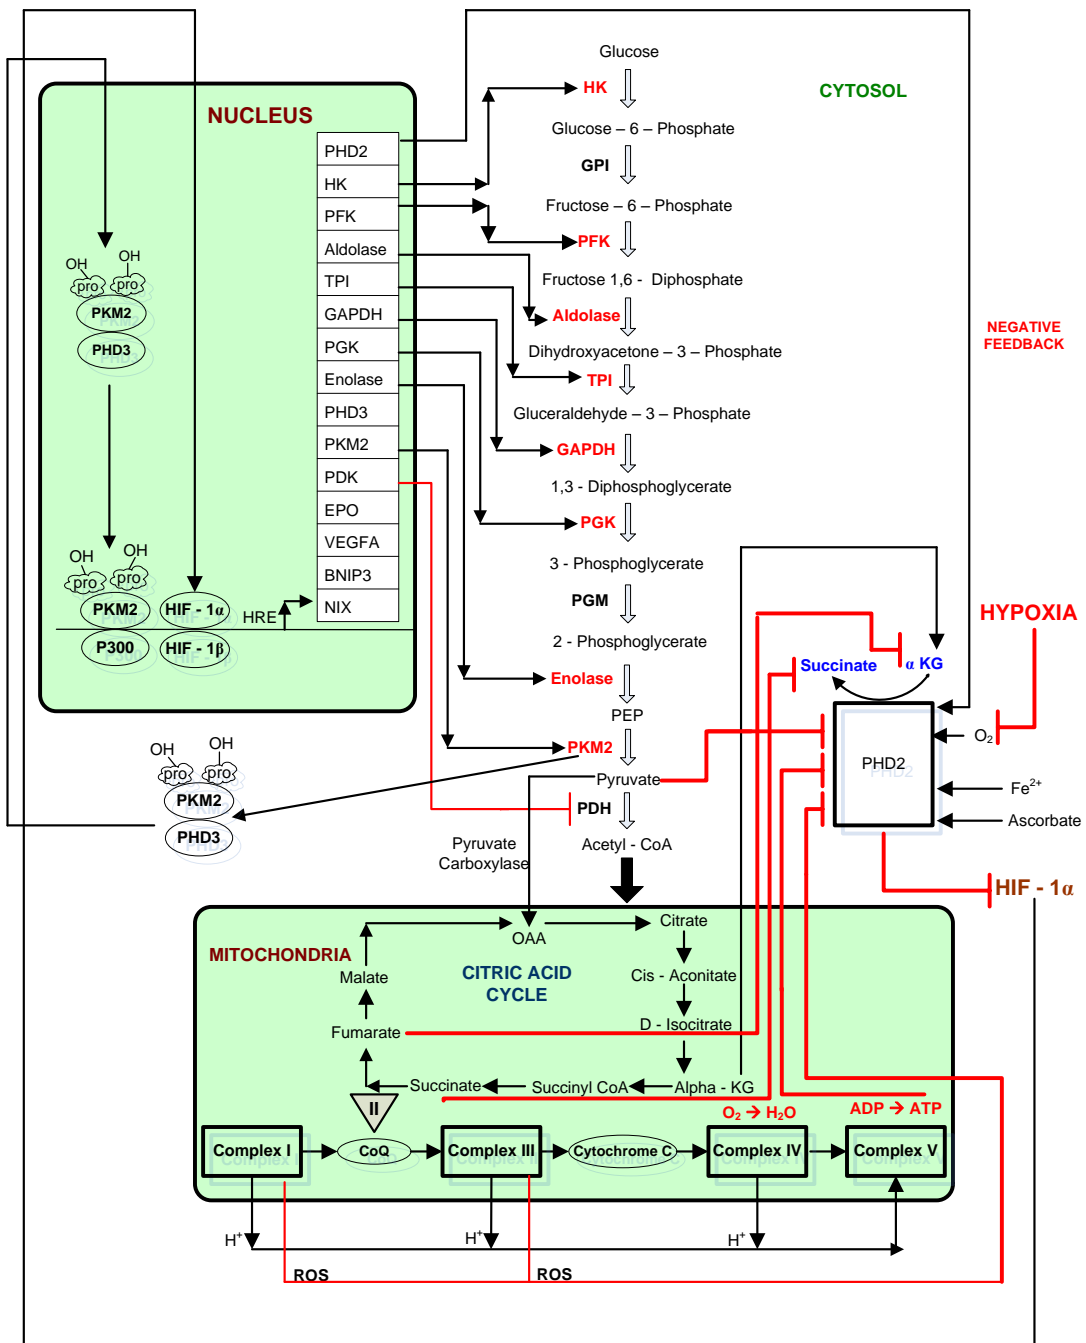 Glucose
HK
CYTOSOL
NUCLEUS
Glucose – 6 – Phosphate
PHD2
HK
PFK
Aldolase
TPI
GAPDH
PGK
Enolase
PHD3
PKM2
PDK
EPO
VEGFA
BNIP3
NIX
GPI
Fructose – 6 – Phosphate
PFK
Fructose 1,6 - Diphosphate
Aldolase
Dihydroxyacetone – 3 – Phosphate
TPI
Gluceraldehyde – 3 – Phosphate
GAPDH
1,3 - Diphosphoglycerate
PGK
3 - Phosphoglycerate
PGM
2 - Phosphoglycerate
Enolase
PEP
PKM2
Pyruvate
PDH
Acetyl - CoA
Pyruvate
Carboxylase
OH
OH
pro
pro
PKM2
PHD3
OH
OH
pro
pro
PKM2
HIF - 1α
P300
HIF - 1β
HRE
OH
OH
pro
pro
PKM2
PHD3
NEGATIVE
FEEDBACK
HYPOXIA
Succinate
α KG
O₂
PHD2
Fe²⁺
Ascorbate
HIF - 1α
MITOCHONDRIA
CITRIC ACID
CYCLE
OAA
Citrate
Cis - Aconitate
D - Isocitrate
Alpha - KG
Succinyl CoA
Succinate
Fumarate
Malate
II
O₂ → H₂O
ADP → ATP
Complex I
CoQ
Complex III
Cytochrome C
Complex IV
Complex V
H⁺
H⁺
H⁺
ROS
ROS